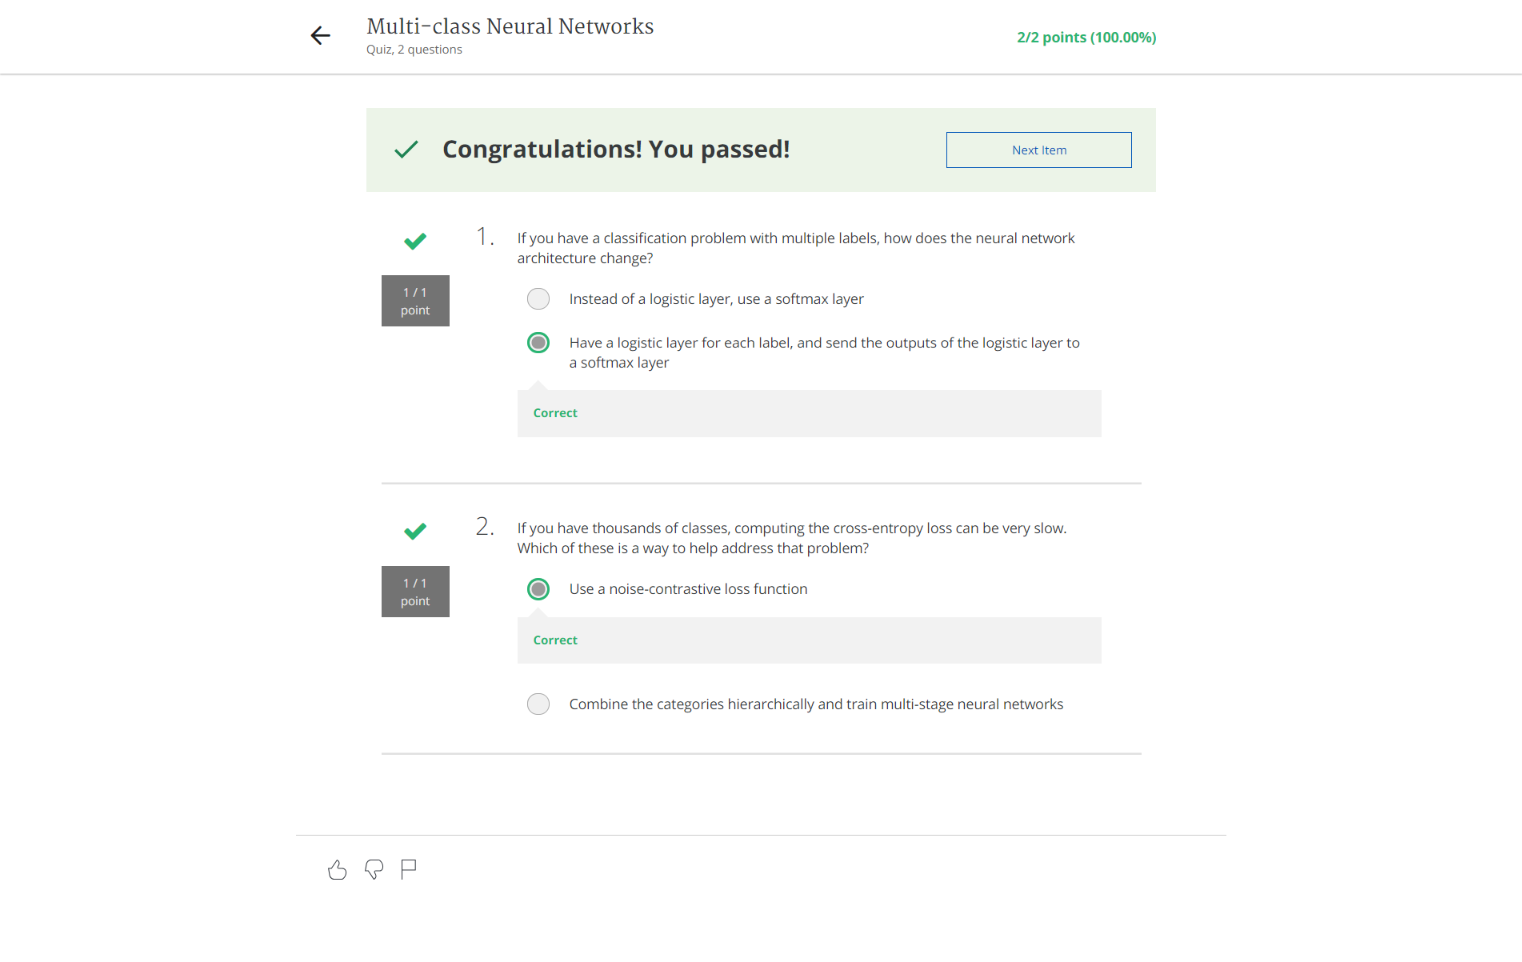 Multi-class Neural Networks
Quiz, 2 questions
2/2 points (100.00%)
Congratulations! You passed!
Next Item
1 / 1
point
1.
If you have a classification problem with multiple labels, how does the neural network
architecture change?
Instead of a logistic layer, use a softmax layer
Have a logistic layer for each label, and send the outputs of the logistic layer to
a softmax layer
Correct
1 / 1
point
2.
If you have thousands of classes, computing the cross-entropy loss can be very slow.
Which of these is a way to help address that problem?
Use a noise-contrastive loss function
Correct
Combine the categories hierarchically and train multi-stage neural networks